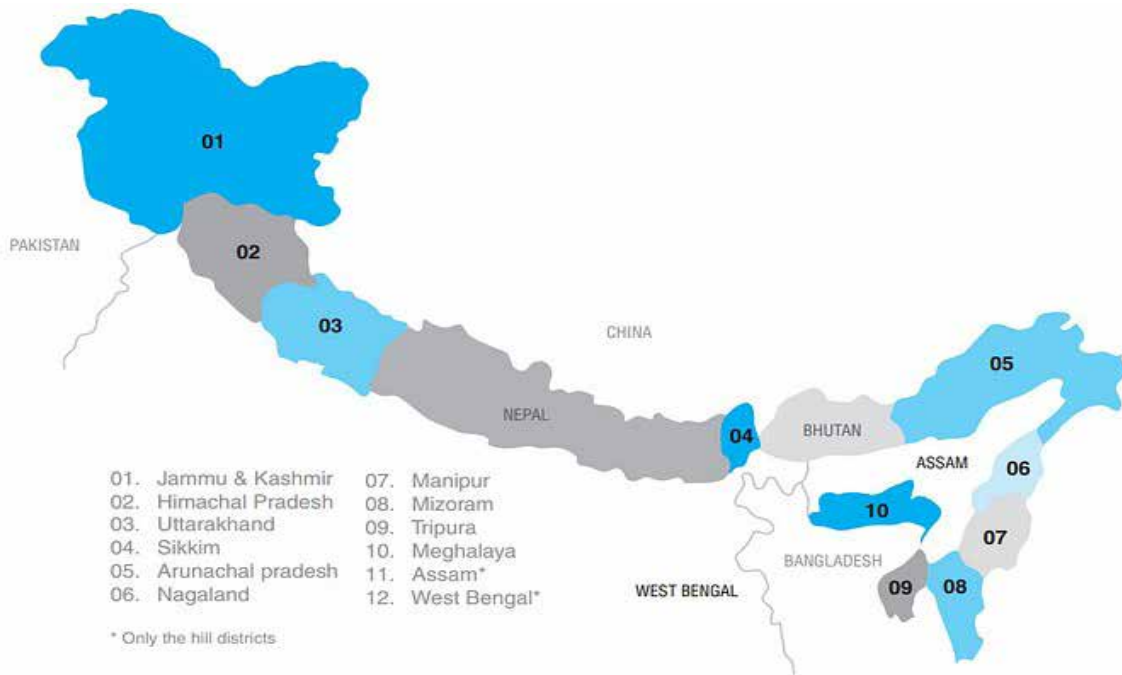 01
PAKISTAN
02
03
CHINA
05
NEPAL
04
BHUTAN
ASSAM
06
10
07
BANGLADESH
WEST BENGAL
09
08
01. Jammu & Kashmir
02. Himachal Pradesh
03. Uttarakhand
04. Sikkim
05. Arunachal pradesh
06. Nagaland
07. Manipur
08. Mizoram
09. Tripura
10. Meghalaya
11. Assam*
12. West Bengal*
* Only the hill districts